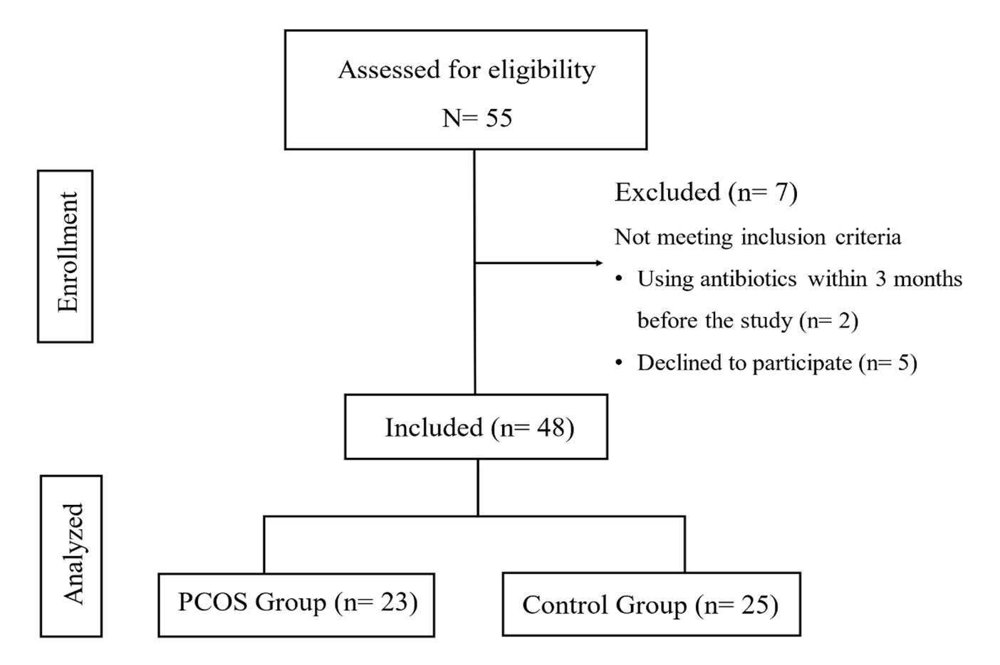 Assessed for eligibility
N= 55
Enrollment
Excluded (n= 7)
Not meeting inclusion criteria
• Using antibiotics within 3 months
before the study (n= 2)
• Declined to participate (n= 5)
Included (n= 48)
Analyzed
PCOS Group (n= 23)
Control Group (n= 25)